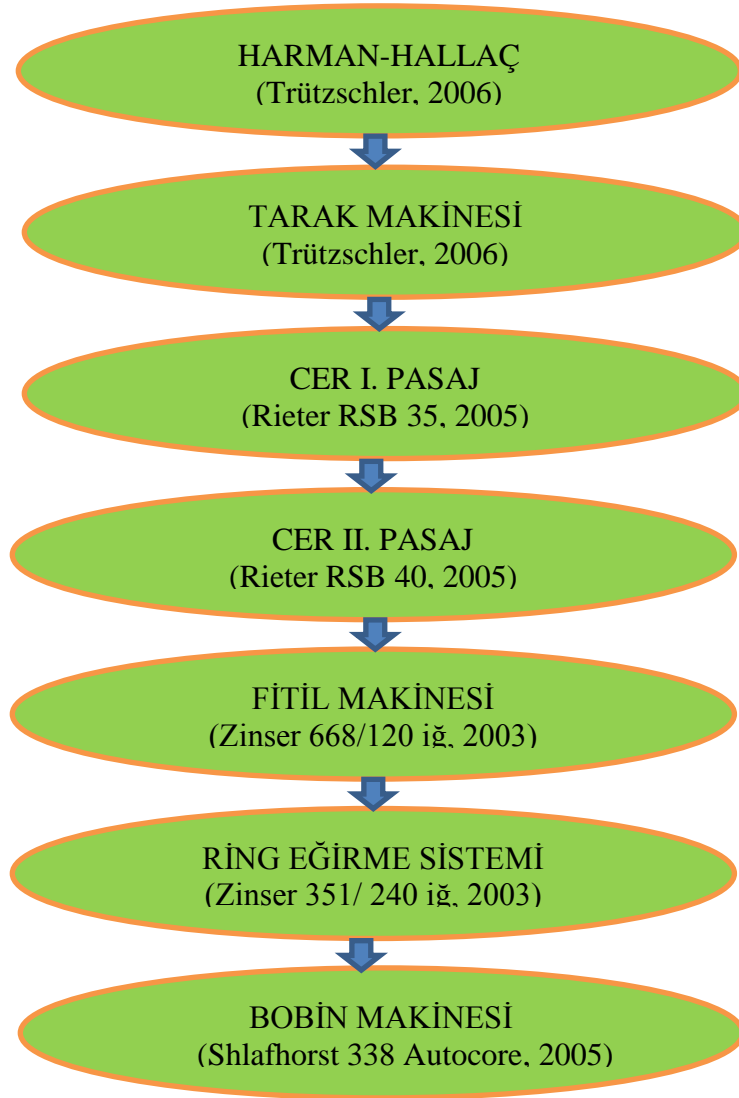 HARMAN-HALLAÇ
(Trützschler, 2006)
TARAK MAKİNESİ
(Trützschler, 2006)
CER I. PASAJ
(Rieter RSB 35, 2005)
CER II. PASAJ
(Rieter RSB 40, 2005)
FİTİL MAKİNESİ
(Zinser 668/120 iğ, 2003)
RİNG EĞİRME SİSTEMİ
(Zinser 351/ 240 iğ, 2003)
BOBİN MAKİNESİ
(Shlafhorst 338 Autocore, 2005)